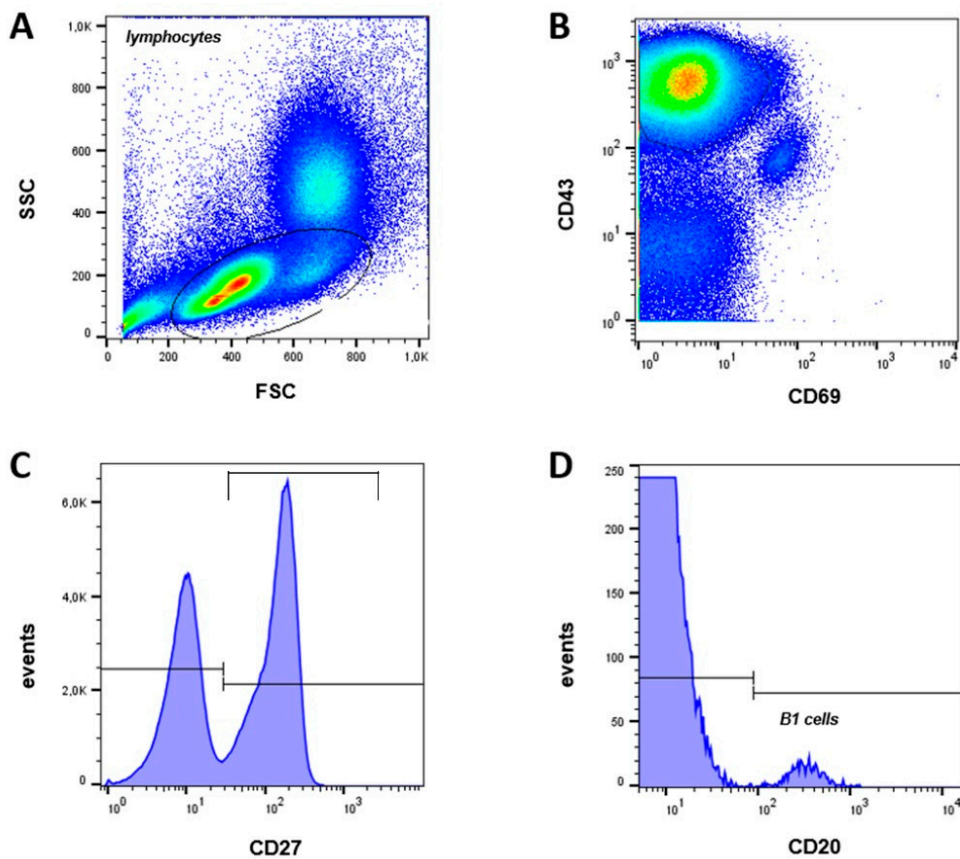 A
lymphocytes
1,0K
800
600
400
200
0
SSC
0 200 400 600 800 1,0K
FSC
B
10³
10²
10¹
10⁰
CD43
10⁰ 10¹ 10² 10³ 10⁴
CD69
C
6,0K
4,0K
2,0K
0
events
10⁰ 10¹ 10² 10³
CD27
D
250
200
150
100
50
0
events
B1 cells
10¹ 10² 10³ 10⁴
CD20